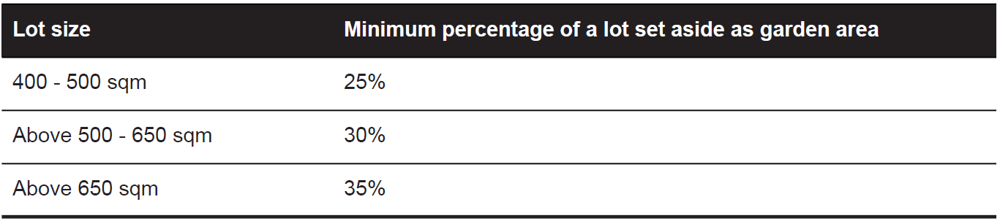 Lot size Minimum percentage of a lot set aside as garden area
400 - 500 sqm 25%
Above 500 - 650 sqm 30%
Above 650 sqm 35%